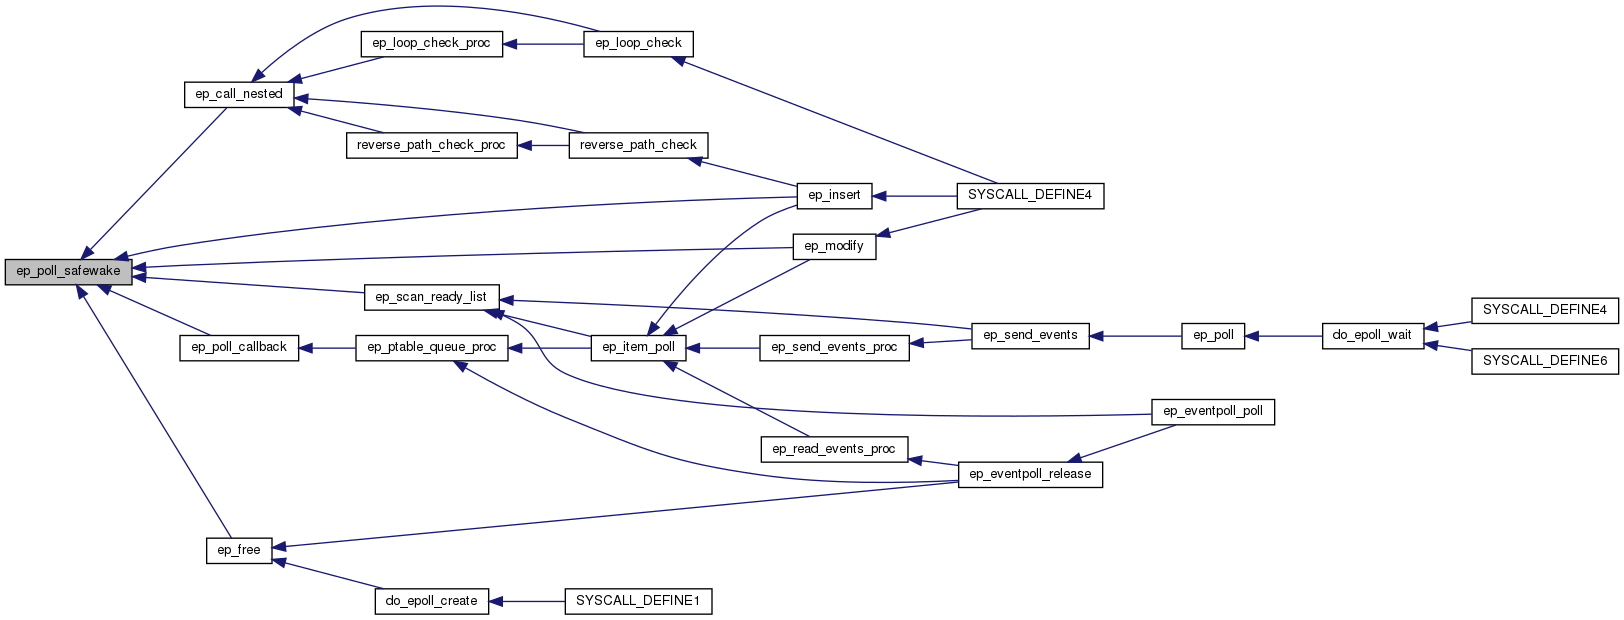 ep_loop_check_proc
ep_loop_check
ep_call_nested
reverse_path_check_proc
reverse_path_check
ep_insert
SYSCALL_DEFINE4
ep_modify
ep_poll_safewake
ep_scan_ready_list
SYSCALL_DEFINE4
ep_send_events
ep_poll
do_epoll_wait
ep_poll_callback
ep_ptable_queue_proc
ep_item_poll
ep_send_events_proc
SYSCALL_DEFINE6
ep_eventpoll_poll
ep_read_events_proc
ep_eventpoll_release
ep_free
do_epoll_create
SYSCALL_DEFINE1